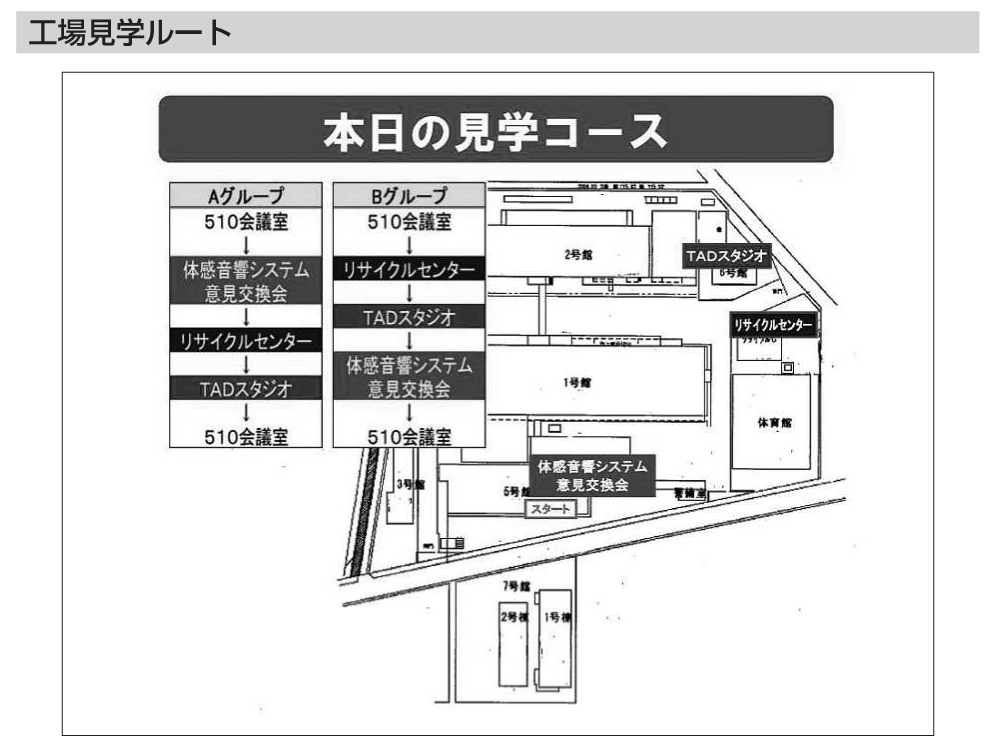 工場見学ルート
本日の見学コース
Aグループ
510会議室
↓
体感音響システム
意見交換会
↓
リサイクルセンター
↓
TADスタジオ
↓
510会議室
Bグループ
510会議室
↓
リサイクルセンター
↓
TADスタジオ
↓
体感音響システム
意見交換会
↓
510会議室
2号館
TADスタジオ
6号館
リサイクルセンター
1号館
体育館
体感音響システム
意見交換会
3号館
5号館
警備室
スタート
7号館
2号棟
1号棟